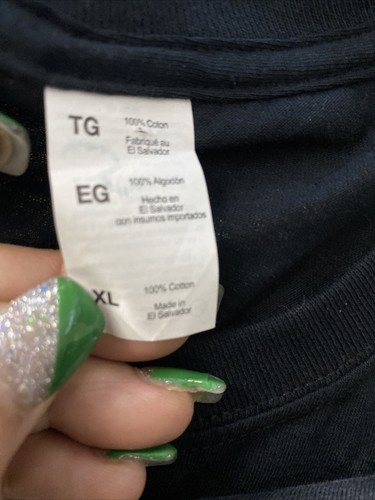 TG 100% Coton
Fabriqué au
El Salvador
EG 100% Algodón
Hecho en
El Salvador
con insumos importados
XL 100% Cotton
Made in
El Salvador